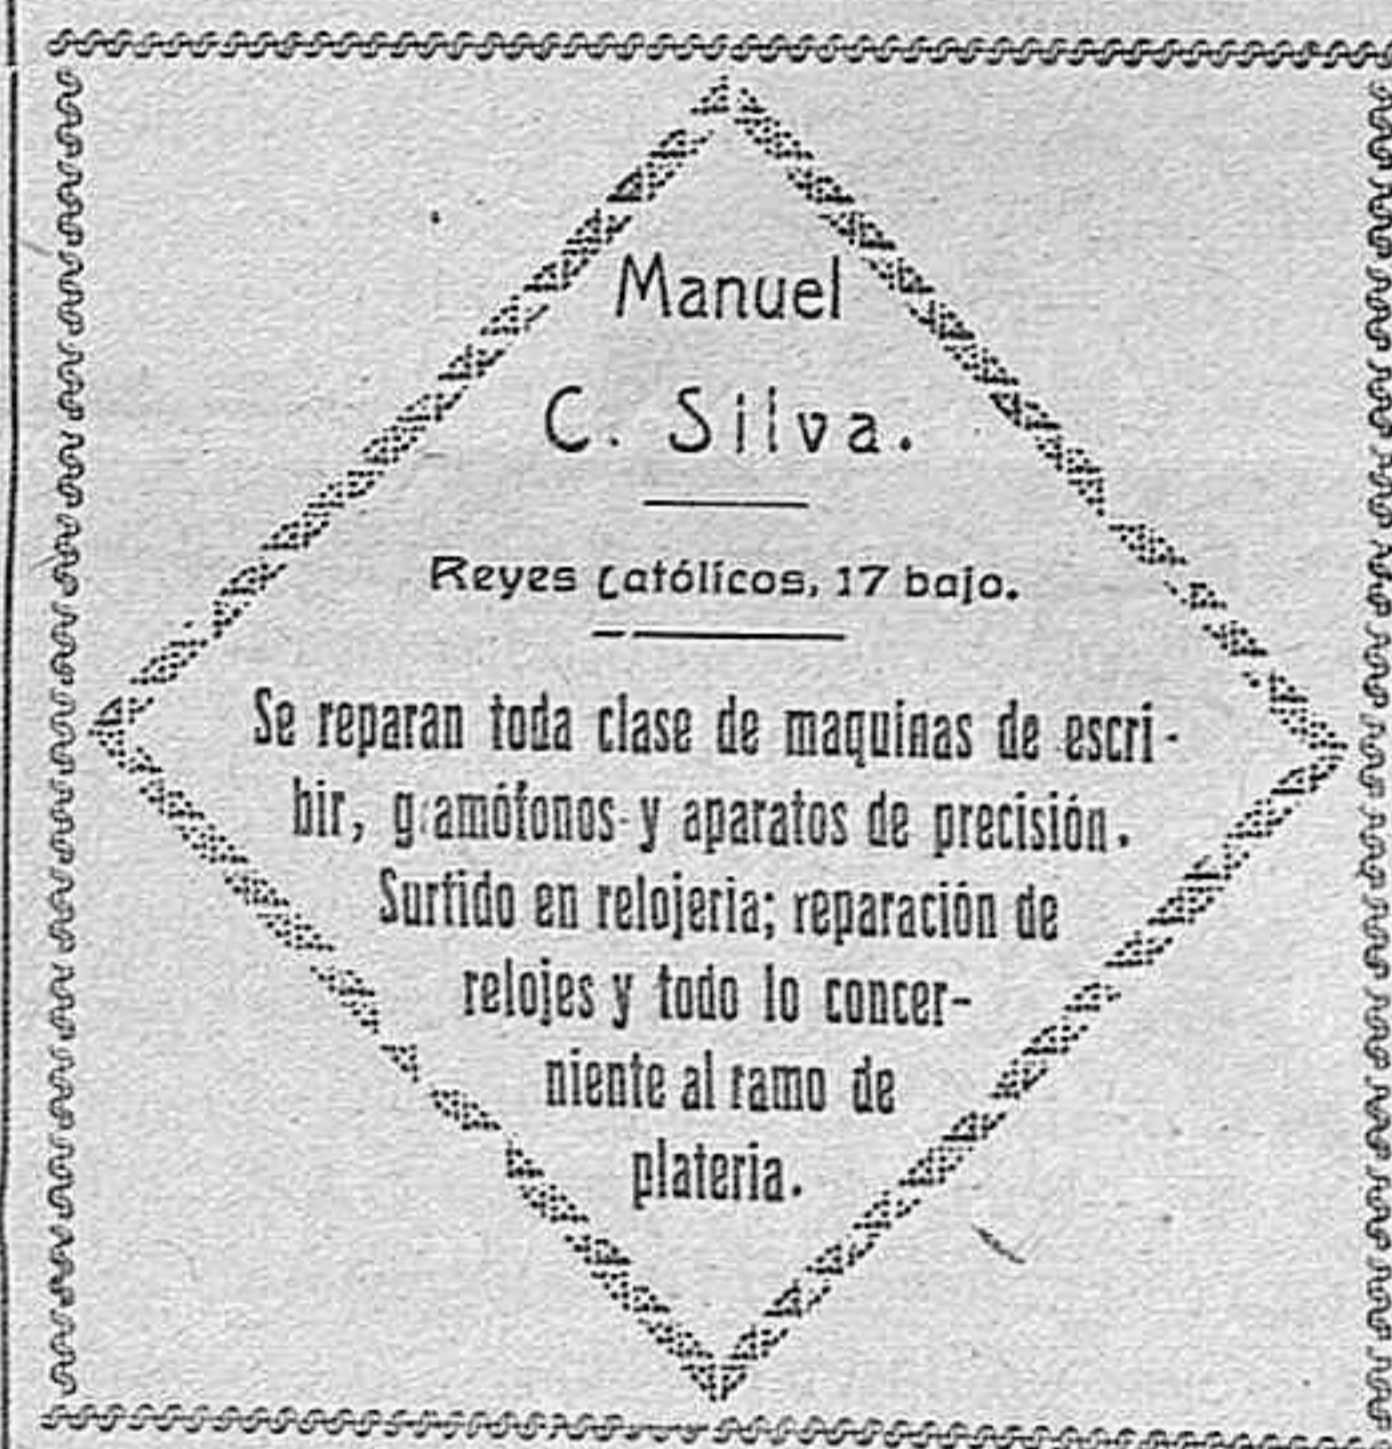 Manuel
C. Silva.
Reyes Católicos, 17 bajo.
Se reparan toda clase de maquinas de escri-
bir, gramófonos y aparatos de precisión.
Surtido en relojeria; reparación de
relojes y todo lo concer-
niente al ramo de
plateria.